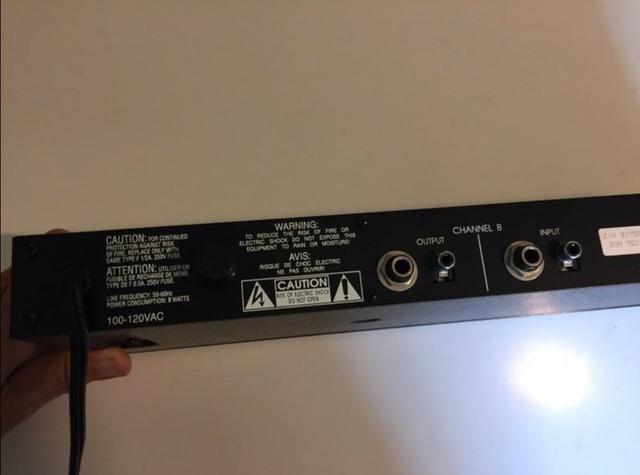 CAUTION: FOR CONTINUED
PROTECTION AGAINST RISK
OF FIRE, REPLACE ONLY WITH
SAME TYPE F 1/2A, 250V FUSE.
ATTENTION: UTILISER UN
FUSIBLE DE RECHANGE DE MEME
TYPE DE F 0.5A. 250V FUSE.
LINE FREQUENCY: 50-60Hz
POWER CONSUMPTION: 8 WATTS
100-120VAC
WARNING:
TO REDUCE THE RISK OF FIRE OR
ELECTRIC SHOCK DO NOT EXPOSE THIS
EQUIPMENT TO RAIN OR MOISTURE!
AVIS:
RISQUE DE CHOC ELECTRIC
NE PAS OUVRIR!
CAUTION
RISK OF ELECTRIC SHOCK
DO NOT OPEN
CHANNEL B
OUTPUT
INPUT